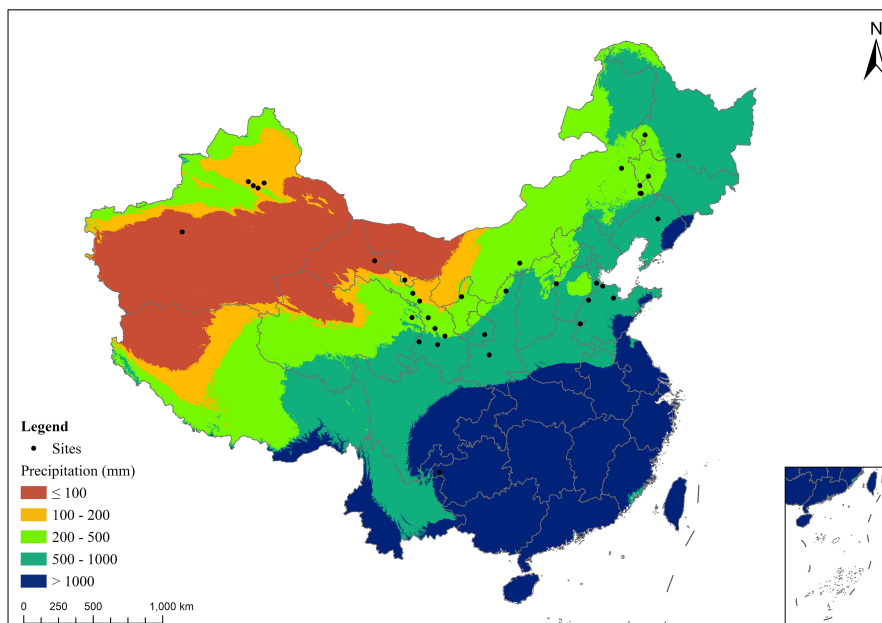 N
Legend
Sites
Precipitation (mm)
≤ 100
100 - 200
200 - 500
500 - 1000
> 1000
0 250 500 1,000 km